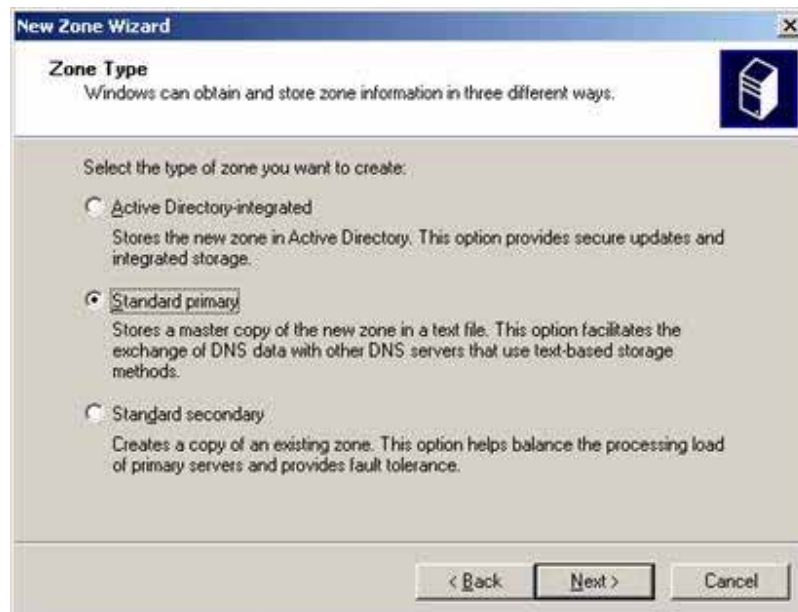 New Zone Wizard
Zone Type
Windows can obtain and store zone information in three different ways.
Select the type of zone you want to create:
Active Directory-integrated
Stores the new zone in Active Directory. This option provides secure updates and
integrated storage.
Standard primary
Stores a master copy of the new zone in a text file. This option facilitates the
exchange of DNS data with other DNS servers that use text-based storage
methods.
Standard secondary
Creates a copy of an existing zone. This option helps balance the processing load
of primary servers and provides fault tolerance.
< Back Next > Cancel